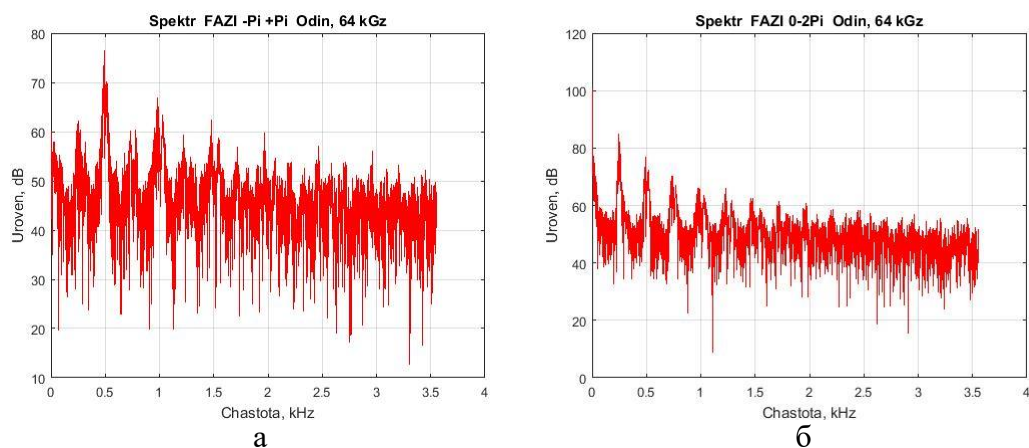 Spektr FAZI -Pi +Pi Odin, 64 kGz
80
70
60
50
40
30
20
10
Uroven, dB
0 0.5 1 1.5 2 2.5 3 3.5 4
Chastota, kHz
а
Spektr FAZI 0-2Pi Odin, 64 kGz
120
100
80
60
40
20
0
Uroven, dB
0 0.5 1 1.5 2 2.5 3 3.5 4
Chastota, kHz
б